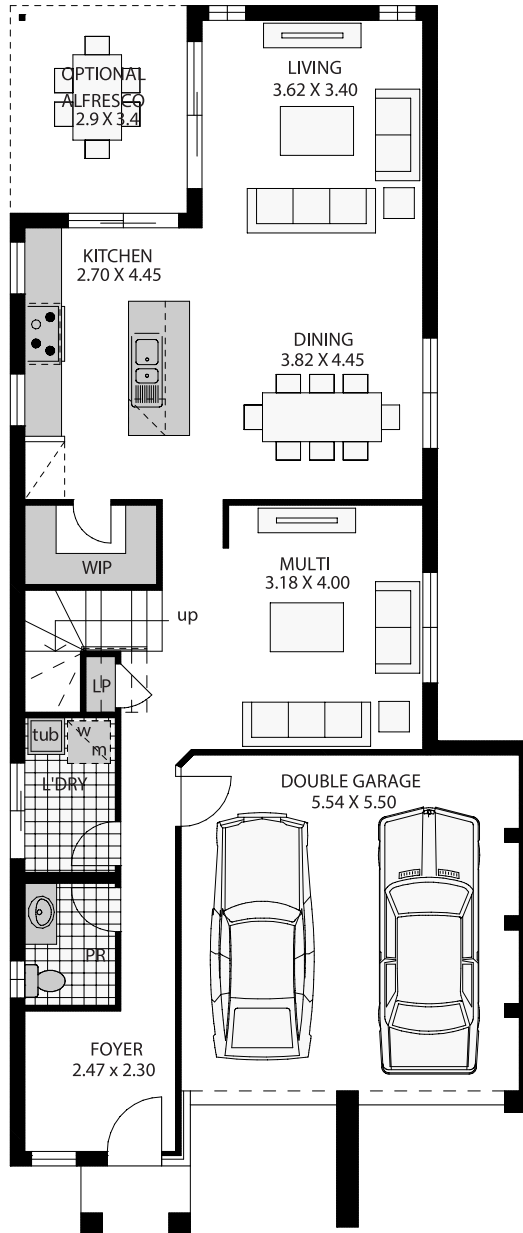 LIVING
3.62 X 3.40
OPTIONAL
ALFRESCO
2.9 X 3.4
KITCHEN
2.70 X 4.45
DINING
3.82 X 4.45
WIP
MULTI
3.18 X 4.00
up
LP
tub
w
m
L'DRY
DOUBLE GARAGE
5.54 X 5.50
PR
FOYER
2.47 x 2.30